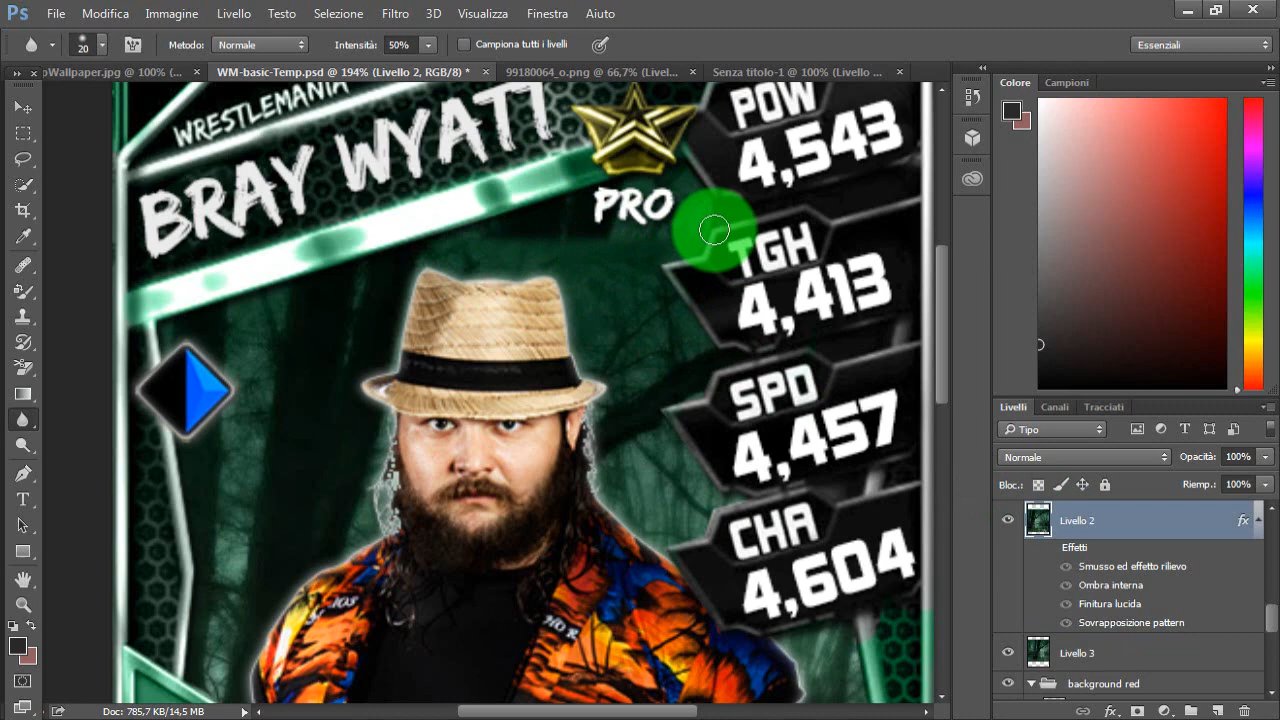 Ps File Modifica Immagine Livello Testo Selezione Filtro 3D Visualizza Finestra Aiuto
20 Metodo: Normale Intensità: 50% Campiona tutti i livelli Essenziali
pWallpaper.jpg @ 100% (... × WM-basic-Temp.psd @ 194% (Livello 2, RGB/8) * × 99180064_o.png @ 66,7% (Livel... × Senza titolo-1 @ 100% (Livello ... ×
Colore Campioni
WRESTLEMANIA
BRAY WYATT
PRO
POW
4,543
TGH
4,413
SPD
4,457
CHA
4,604
Livelli Canali Tracciati
Tipo
Normale Opacità: 100%
Bloc.: Riemp.: 100%
Livello 2 fx
Effetti
Smusso ed effetto rilievo
Ombra interna
Finitura lucida
Sovrapposizione pattern
Livello 3
background red
Doc: 785,7 KB/14,5 MB